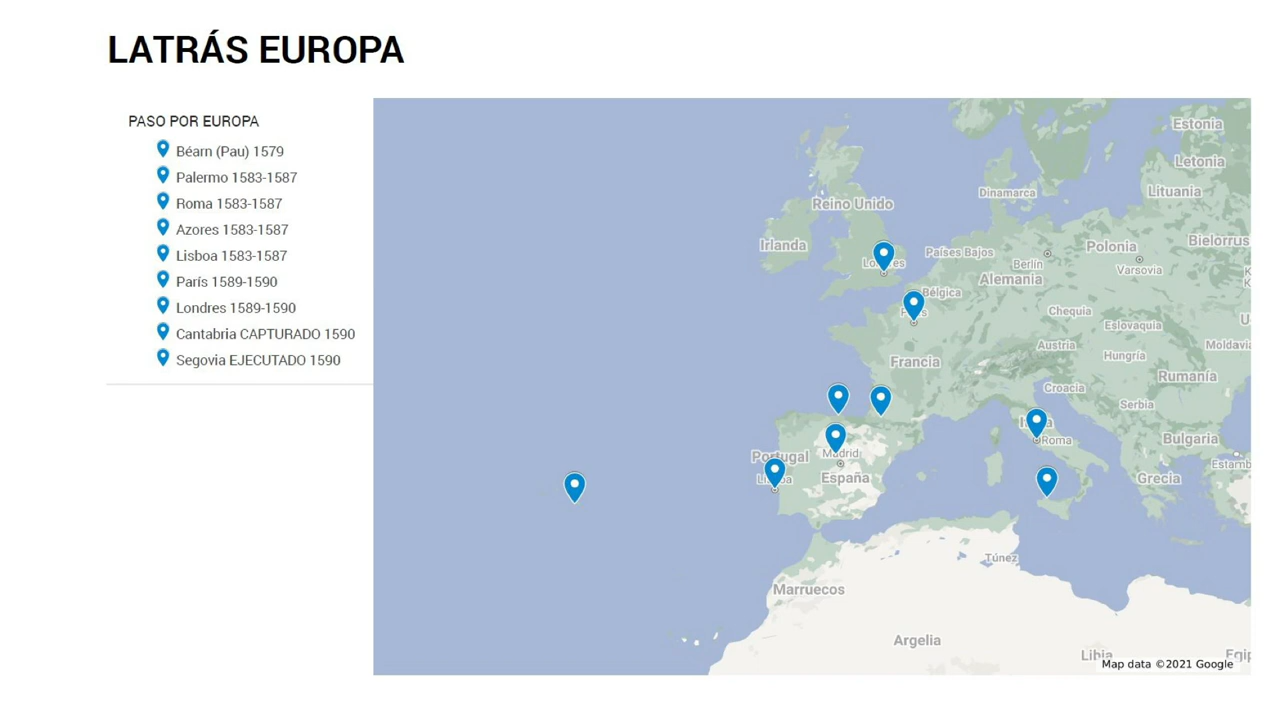 LATRÁS EUROPA
PASO POR EUROPA
Béarn (Pau) 1579
Palermo 1583-1587
Roma 1583-1587
Azores 1583-1587
Lisboa 1583-1587
París 1589-1590
Londres 1589-1590
Cantabria CAPTURADO 1590
Segovia EJECUTADO 1590
Estonia
Letonia
Lituania
Dinamarca
Reino Unido
Irlanda
Países Bajos
Polonia
Bielorrus
Berlín
Varsovia
Alemania
Bélgica
Chequia
Eslovaquia
Austria
Hungría
Moldavia
Francia
Rumanía
Croacia
Serbia
Roma
Bulgaria
Portugal
Madrid
España
Estamb
Grecia
Túnez
Marruecos
Argelia
Libia
Map data ©2021 Google